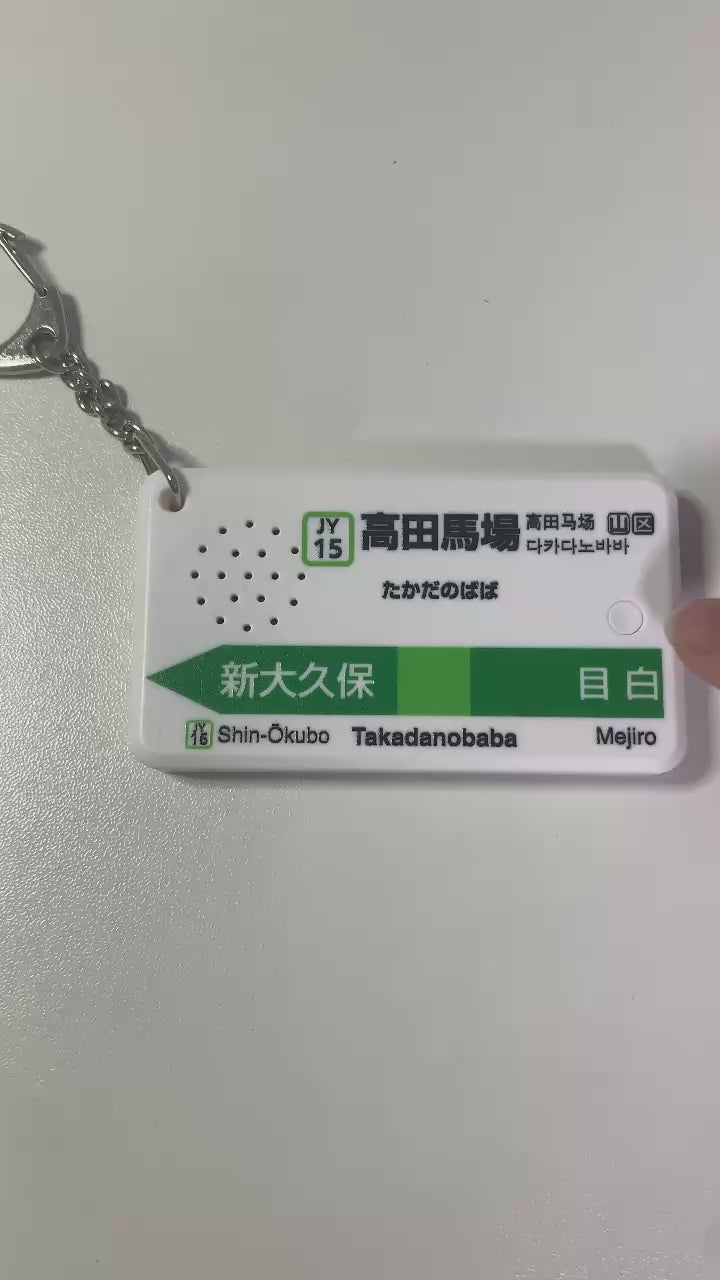 JY
15
高田馬場
高田马场 山区
다카다노바바
たかだのばば
新大久保 目白
JY
16
Shin-Ōkubo Takadanobaba Mejiro